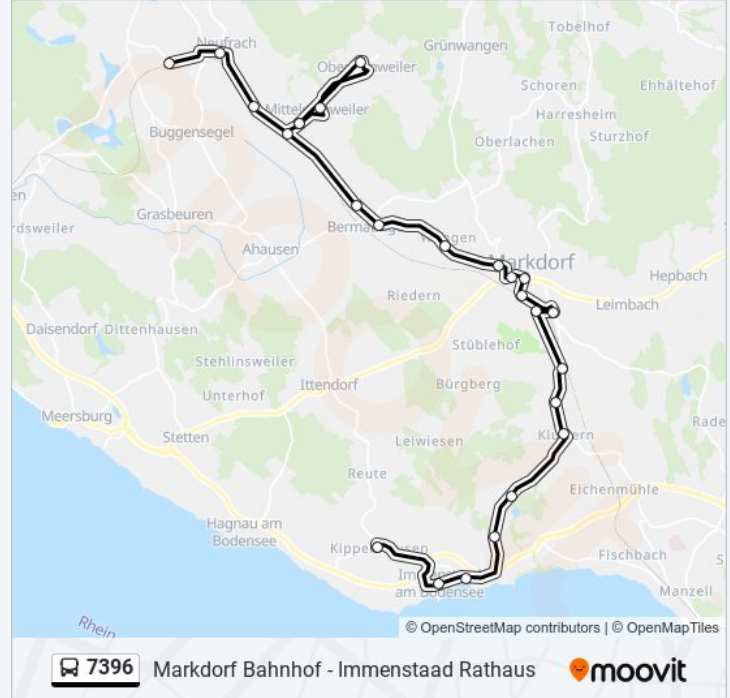 Tobelhof
Neufrach
Grünwangen
Schoren
Ehhältehof
Harresheim
Buggensegel
Oberlachen
Sturzhof
Grasbeuren
Ahausen
Markdorf
Hepbach
Riedern
Leimbach
Daisendorf
Dittenhausen
Stüblehof
Stehlinsweiler
Ittendorf
Bürgberg
Unterhof
Meersburg
Stetten
Leiwiesen
Reute
Eichenmühle
Hagnau am
Bodensee
Fischbach
am Bodensee
Manzell
Rhein
© OpenStreetMap contributors | © OpenMapTiles
7396 Markdorf Bahnhof - Immenstaad Rathaus moovit